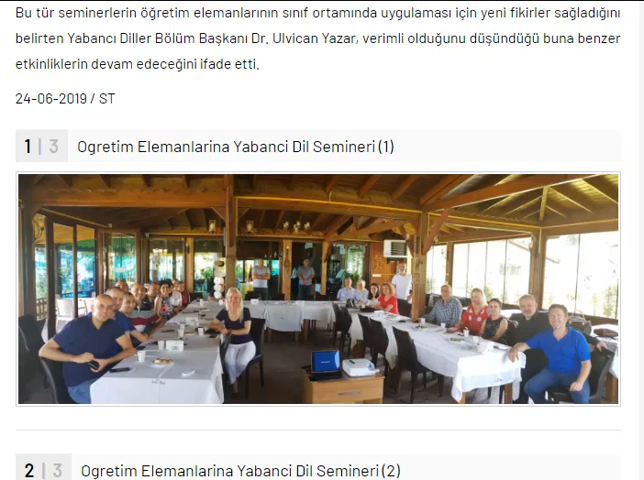 Bu tür seminerlerin öğretim elemanlarının sınıf ortamında uygulaması için yeni fikirler sağladığını
belirten Yabancı Diller Bölüm Başkanı Dr. Ulvican Yazar, verimli olduğunu düşündüğü buna benzer
etkinliklerin devam edeceğini ifade etti.
24-06-2019 / ST
1 | 3 Ogretim Elemanlarina Yabanci Dil Semineri (1)
2 | 3 Ogretim Elemanlarina Yabanci Dil Semineri (2)